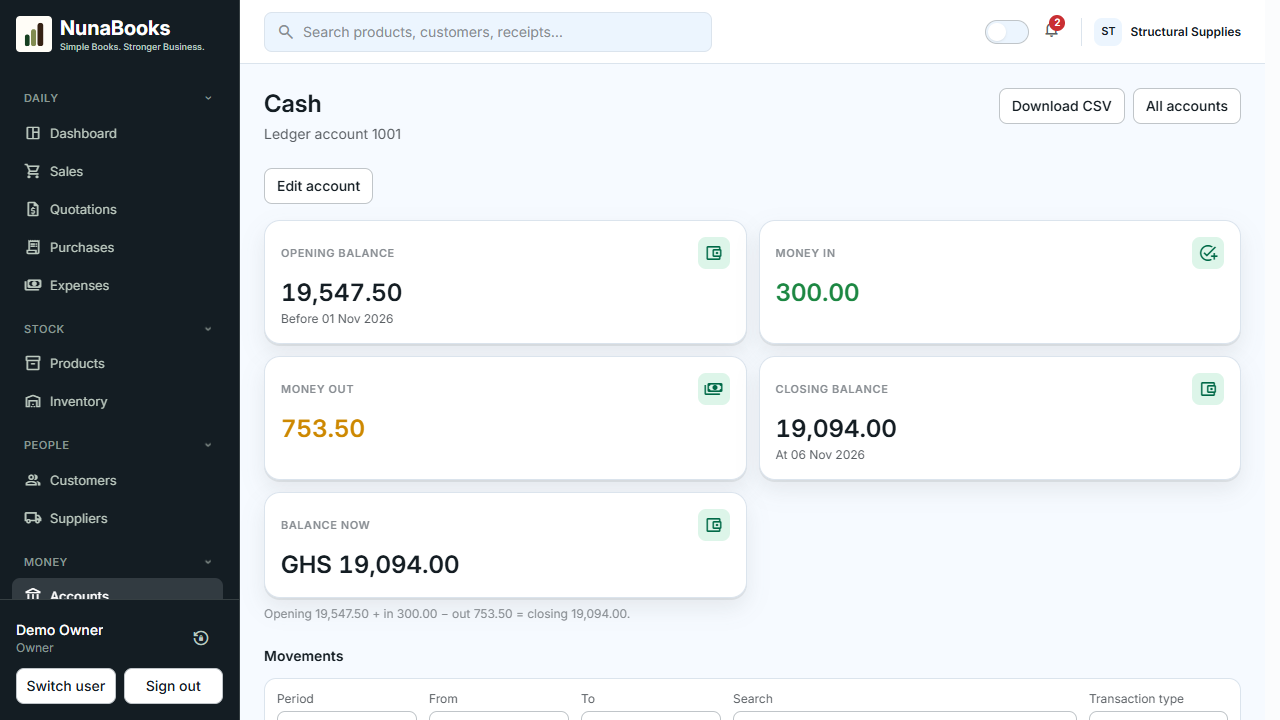 NunaBooks
Simple Books. Stronger Business.
DAILY
Dashboard
Sales
Quotations
Purchases
Expenses
STOCK
Products
Inventory
PEOPLE
Customers
Suppliers
MONEY
Accounts
Demo Owner
Owner
Switch user
Sign out
Search products, customers, receipts...
2
ST
Structural Supplies
Cash
Ledger account 1001
Download CSV
All accounts
Edit account
OPENING BALANCE
19,547.50
Before 01 Nov 2026
MONEY IN
300.00
MONEY OUT
753.50
CLOSING BALANCE
19,094.00
At 06 Nov 2026
BALANCE NOW
GHS 19,094.00
Opening 19,547.50 + in 300.00 − out 753.50 = closing 19,094.00.
Movements
Period
From
To
Search
Transaction type